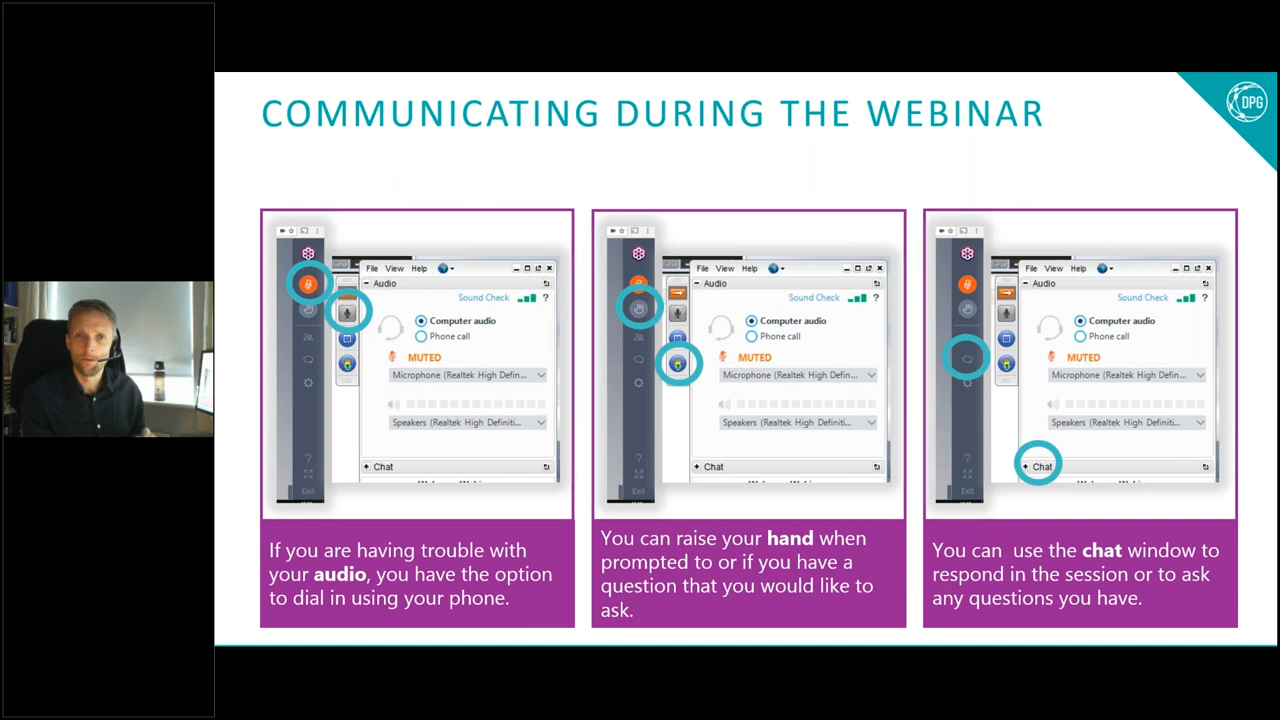 COMMUNICATING DURING THE WEBINAR
DPG
File View Help
Audio
Sound Check ?
Computer audio
Phone call
MUTED
Microphone (Realtek High Defin...
Speakers (Realtek High Definiti...
Chat
?
Exit
If you are having trouble with
your audio, you have the option
to dial in using your phone.
File View Help
Audio
Sound Check ?
Computer audio
Phone call
MUTED
Microphone (Realtek High Defin...
Speakers (Realtek High Definiti...
Chat
?
Exit
You can raise your hand when
prompted to or if you have a
question that you would like to
ask.
File View Help
Audio
Sound Check ?
Computer audio
Phone call
MUTED
Microphone (Realtek High Defin...
Speakers (Realtek High Definiti...
Chat
?
Exit
You can use the chat window to
respond in the session or to ask
any questions you have.